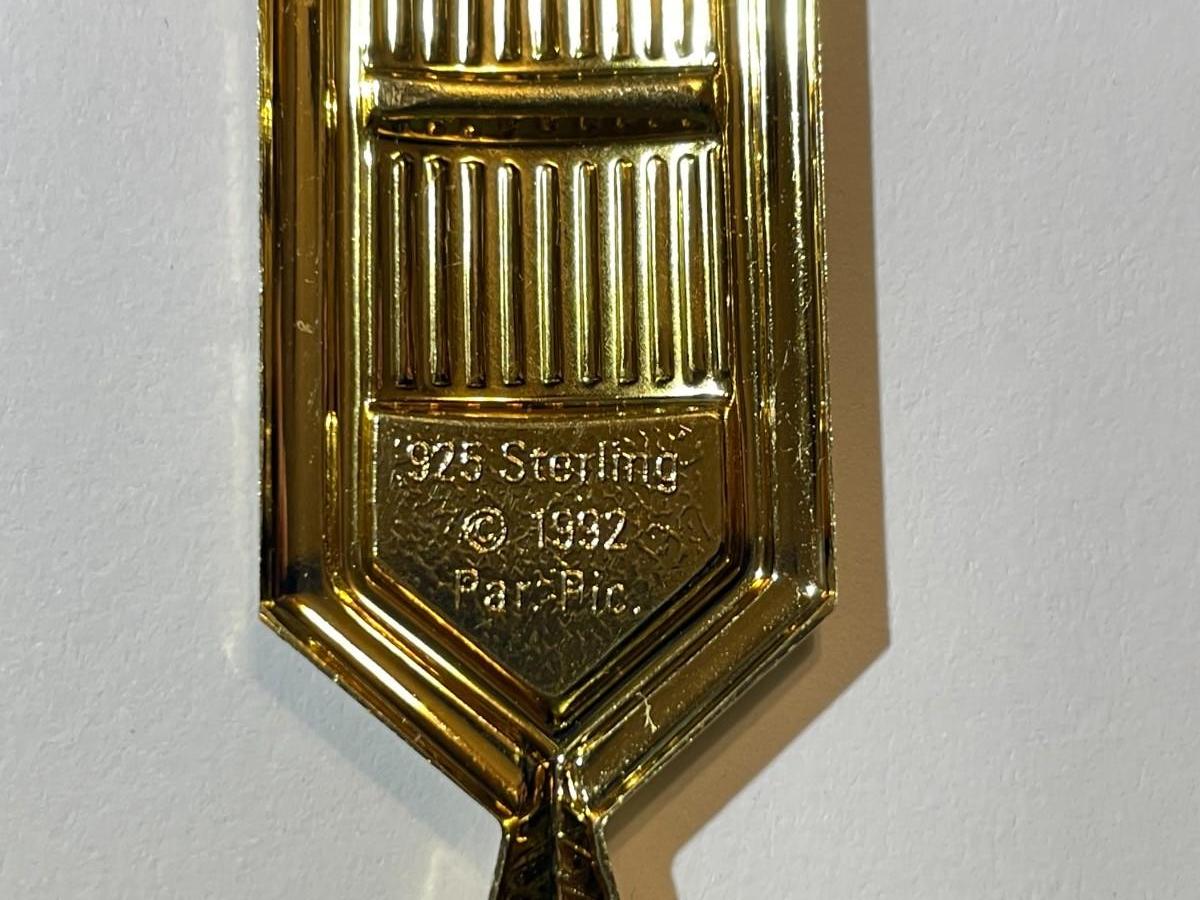 .925 Sterling
© 1992
Par. Pic.